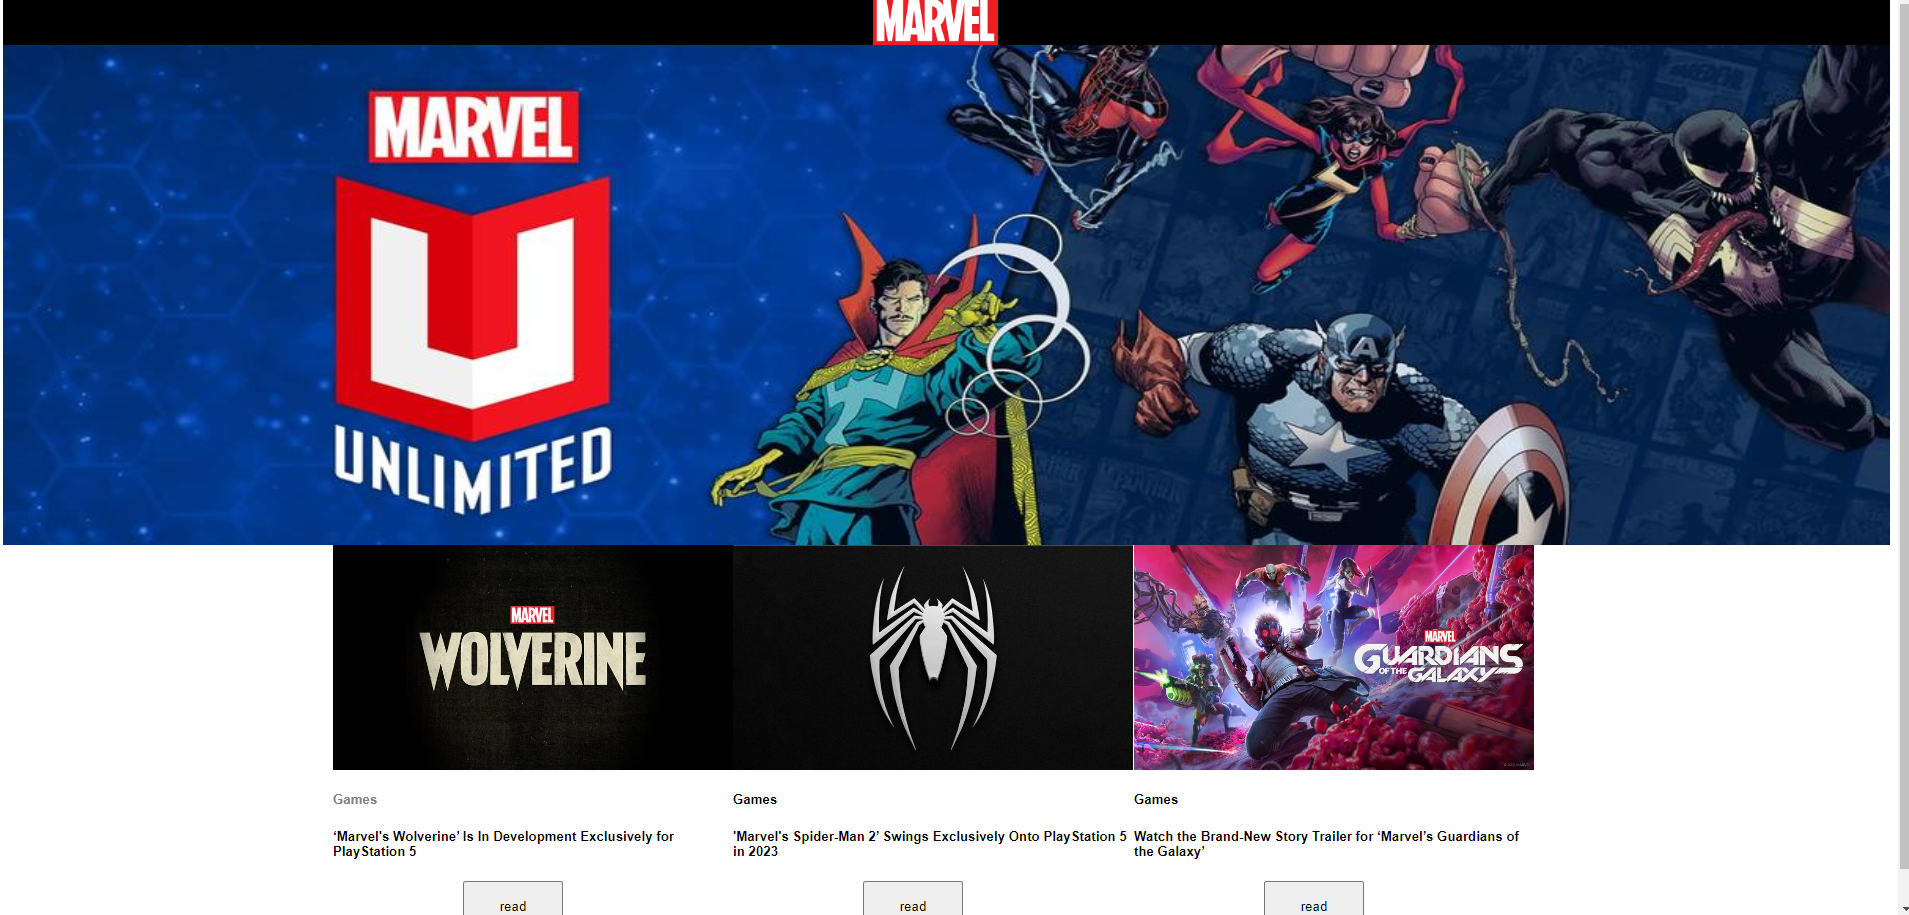 MARVEL
MARVEL
UNLIMITED
A
MARVEL
WOLVERINE
MARVEL
GUARDIANS
OF THE
GALAXY
Games
Games
Games
‘Marvel's Wolverine’ Is In Development Exclusively for
PlayStation 5
'Marvel's Spider-Man 2’ Swings Exclusively Onto PlayStation 5
in 2023
Watch the Brand-New Story Trailer for ‘Marvel’s Guardians of
the Galaxy’
read
read
read